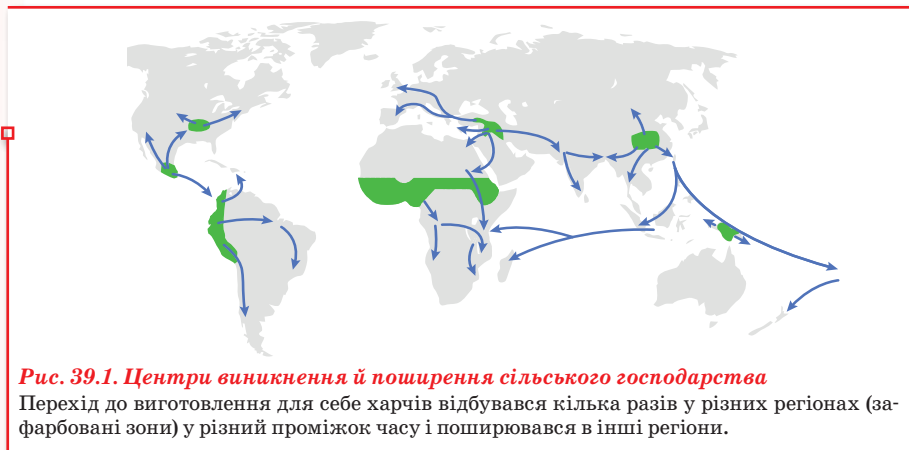 Рис. 39.1. Центри виникнення й поширення сільського господарства
Перехід до виготовлення для себе харчів відбувався кілька разів у різних регіонах (за-
фарбовані зони) у різний проміжок часу і поширювався в інші регіони.